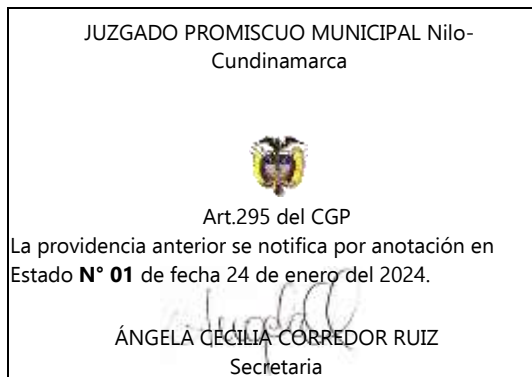 JUZGADO PROMISCUO MUNICIPAL Nilo-
Cundinamarca
Art.295 del CGP
La providencia anterior se notifica por anotación en
Estado N° 01 de fecha 24 de enero del 2024.
ÁNGELA CECILIA CORREDOR RUIZ
Secretaria